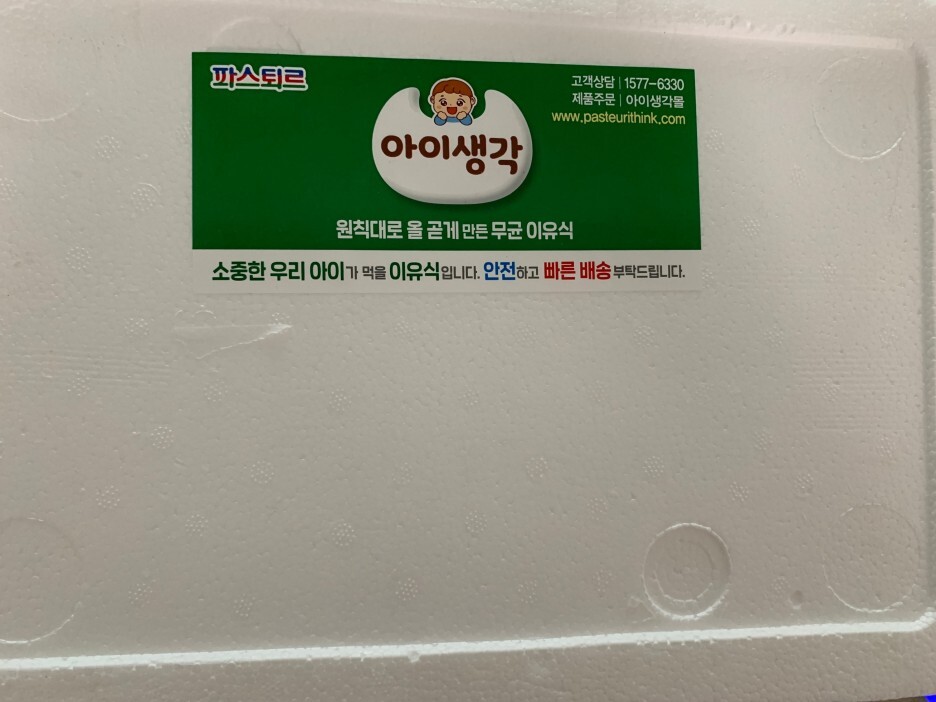 파스퇴르
고객상담 | 1577-6330
제품주문 | 아이생각몰
www.pasteurithink.com
아이생각
원칙대로 올 곧게 만든 무균 이유식
소중한 우리 아이가 먹을 이유식입니다. 안전하고 빠른 배송 부탁드립니다.